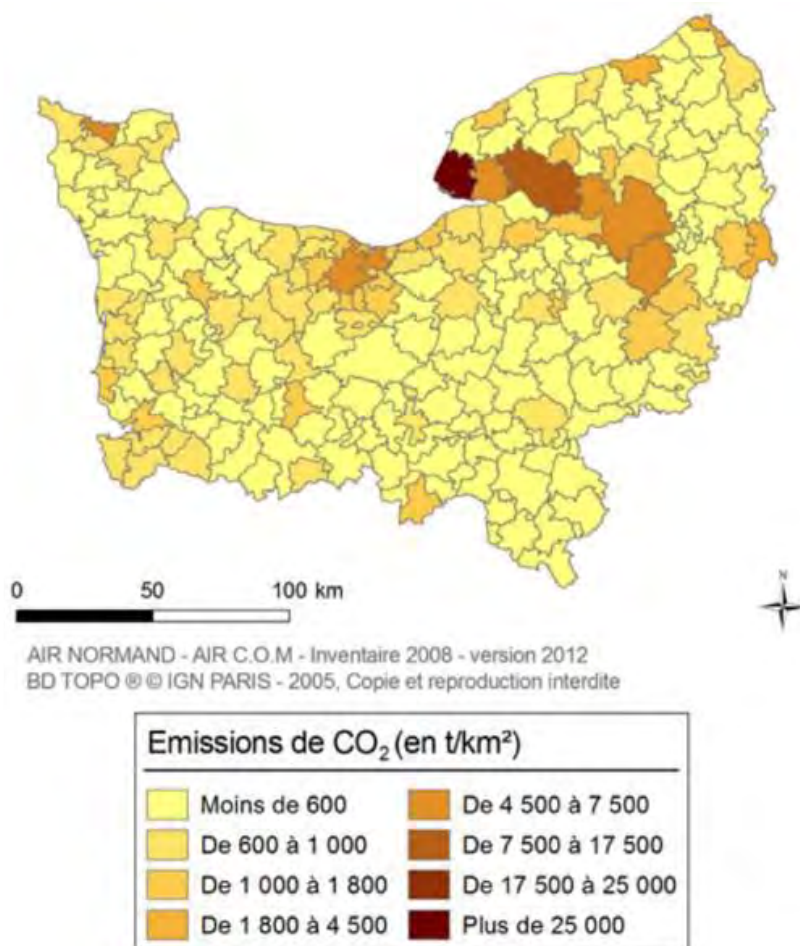 0 50 100 km
N
AIR NORMAND - AIR C.O.M - Inventaire 2008 - version 2012
BD TOPO ® © IGN PARIS - 2005, Copie et reproduction interdite
Emissions de CO₂ (en t/km²)
Moins de 600
De 600 à 1 000
De 1 000 à 1 800
De 1 800 à 4 500
De 4 500 à 7 500
De 7 500 à 17 500
De 17 500 à 25 000
Plus de 25 000